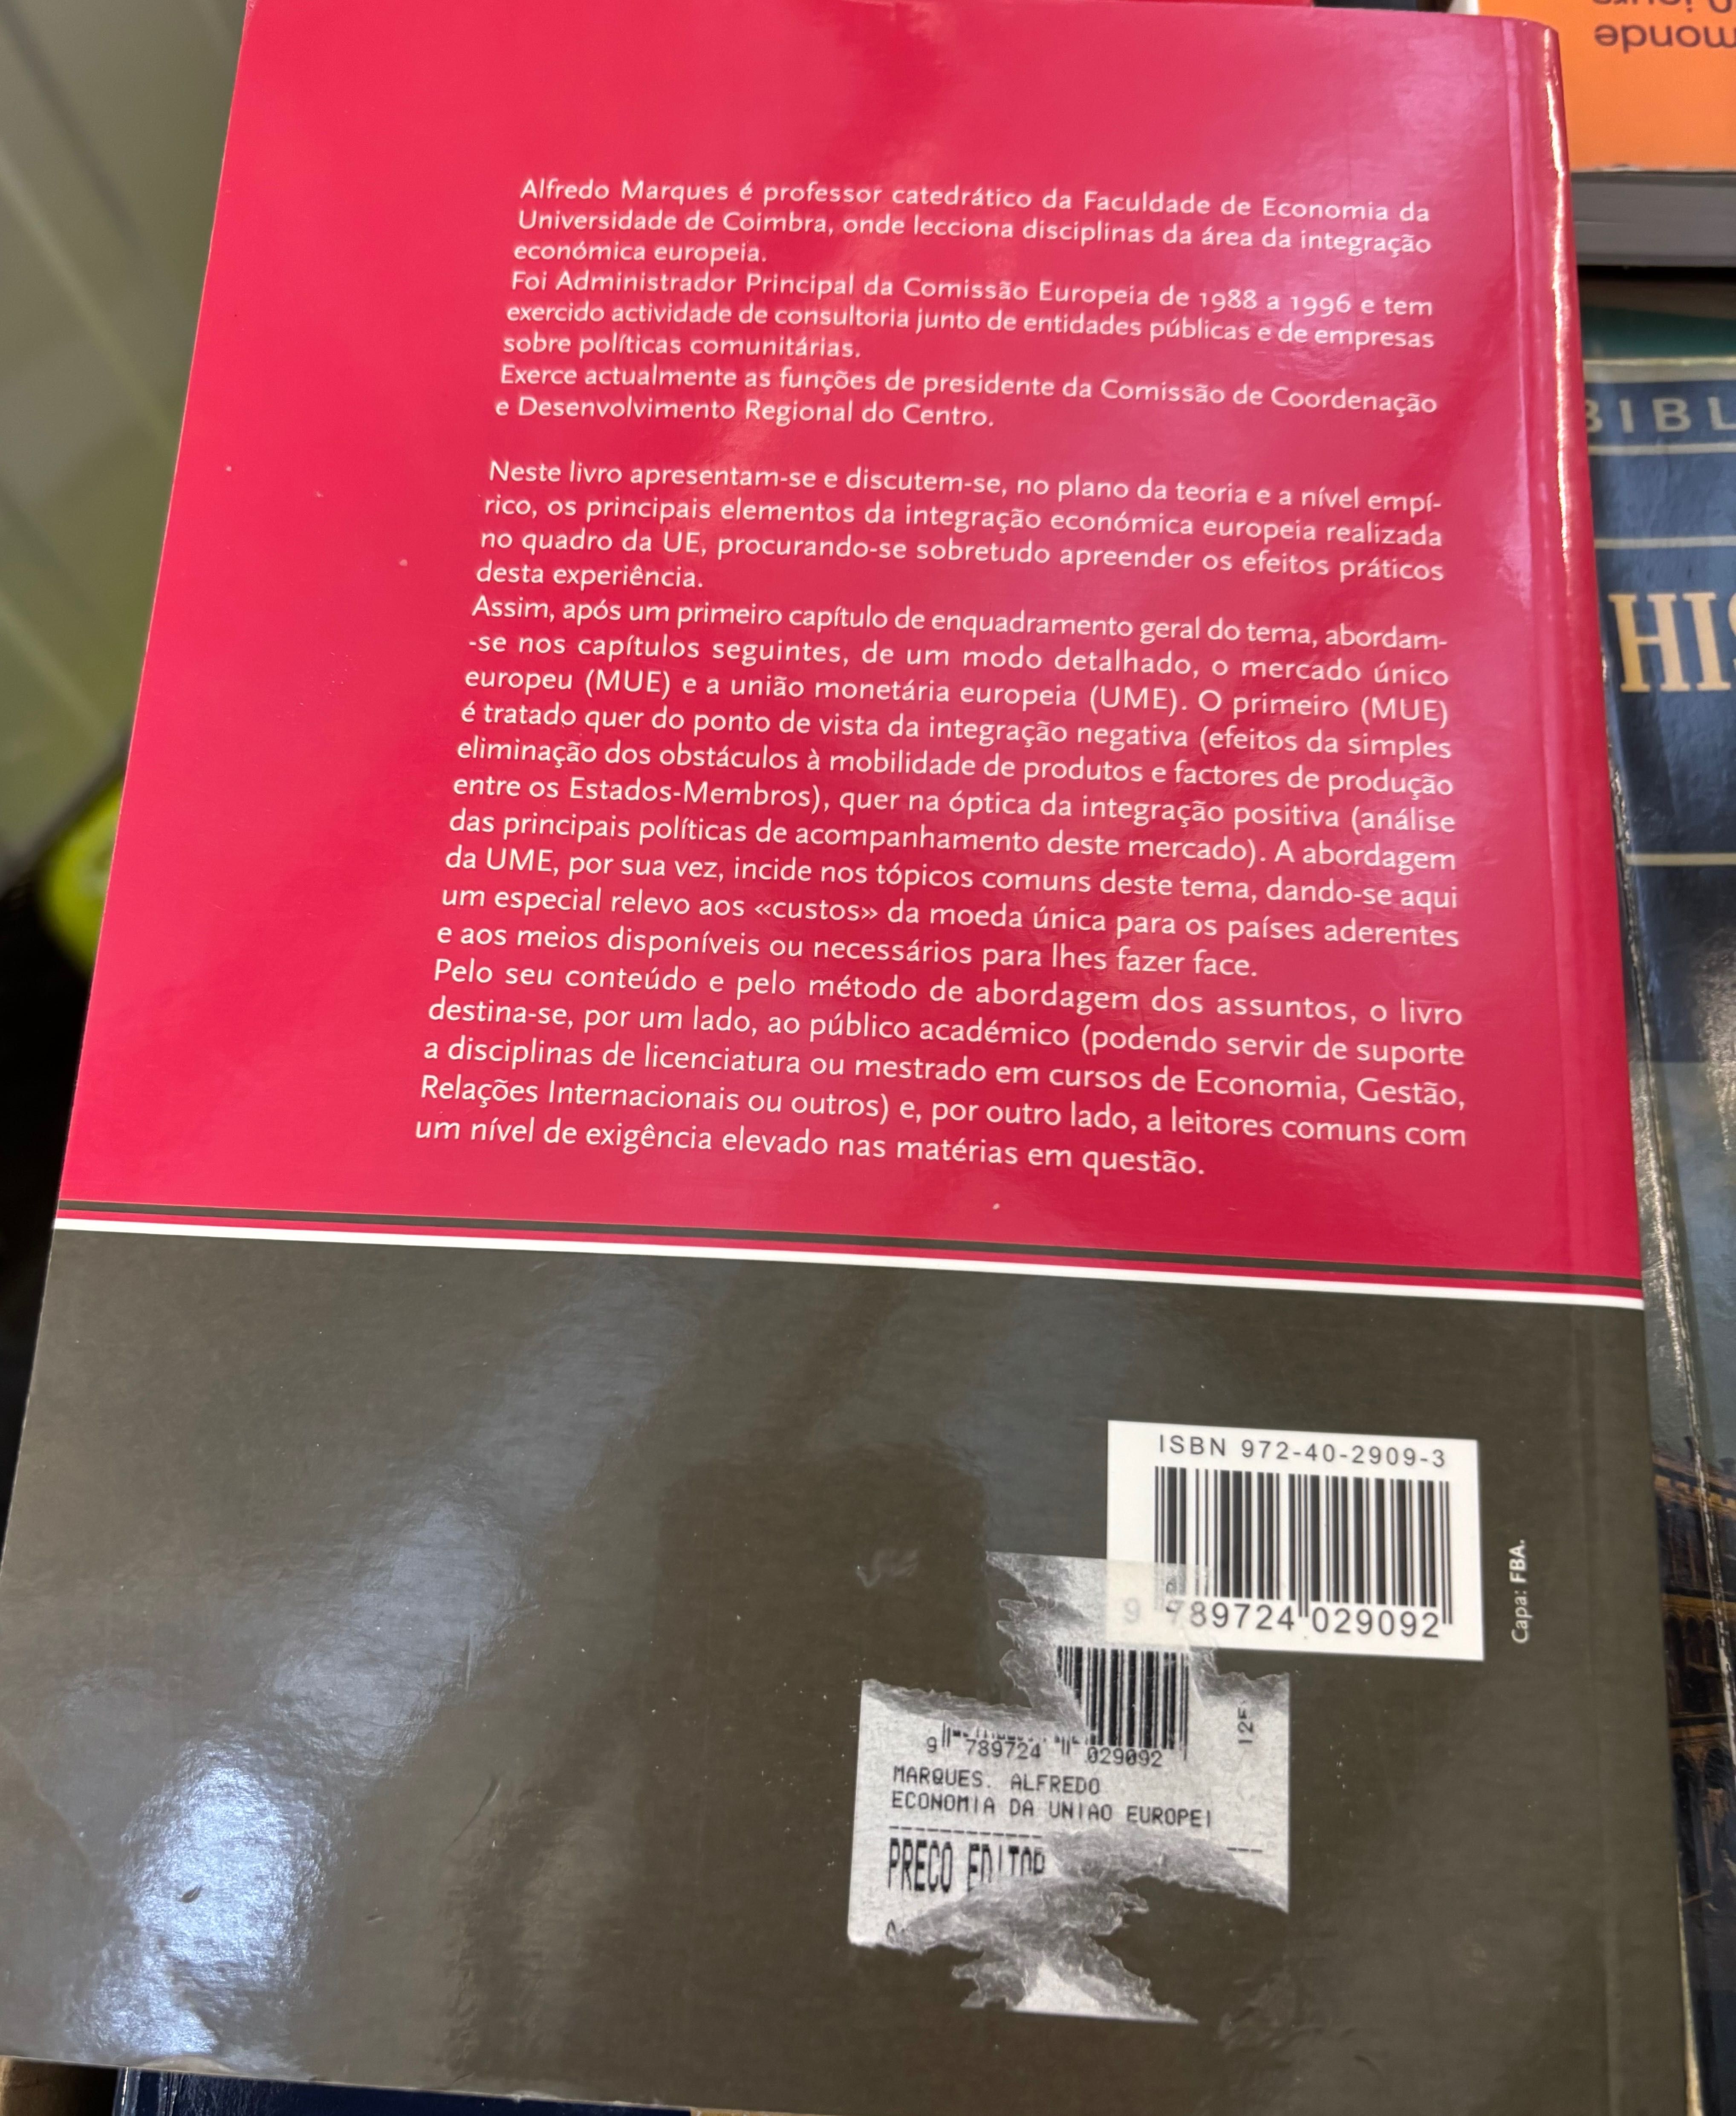 Alfredo Marques é professor catedrático da Faculdade de Economia da
Universidade de Coimbra, onde lecciona disciplinas da área da integração
económica europeia.
Foi Administrador Principal da Comissão Europeia de 1988 a 1996 e tem
exercido actividade de consultoria junto de entidades públicas e de empresas
sobre políticas comunitárias.
Exerce actualmente as funções de presidente da Comissão de Coordenação
e Desenvolvimento Regional do Centro.
Neste livro apresentam-se e discutem-se, no plano da teoria e a nível empí-
rico, os principais elementos da integração económica europeia realizada
no quadro da UE, procurando-se sobretudo apreender os efeitos práticos
desta experiência.
Assim, após um primeiro capítulo de enquadramento geral do tema, abordam-
-se nos capítulos seguintes, de um modo detalhado, o mercado único
europeu (MUE) e a união monetária europeia (UME). O primeiro (MUE)
é tratado quer do ponto de vista da integração negativa (efeitos da simples
eliminação dos obstáculos à mobilidade de produtos e factores de produção
entre os Estados-Membros), quer na óptica da integração positiva (análise
das principais políticas de acompanhamento deste mercado). A abordagem
da UME, por sua vez, incide nos tópicos comuns deste tema, dando-se aqui
um especial relevo aos «custos» da moeda única para os países aderentes
e aos meios disponíveis ou necessários para lhes fazer face.
Pelo seu conteúdo e pelo método de abordagem dos assuntos, o livro
destina-se, por um lado, ao público académico (podendo servir de suporte
a disciplinas de licenciatura ou mestrado em cursos de Economia, Gestão,
Relações Internacionais ou outros) e, por outro lado, a leitores comuns com
um nível de exigência elevado nas matérias em questão.
ISBN 972-40-2909-3
9 789724 029092
Capa: FBA.
9 789724 029092
MARQUES. ALFREDO
ECONOMIA DA UNIAO EUROPEI
PRECO EDITOR
monde
BIBL
HIS